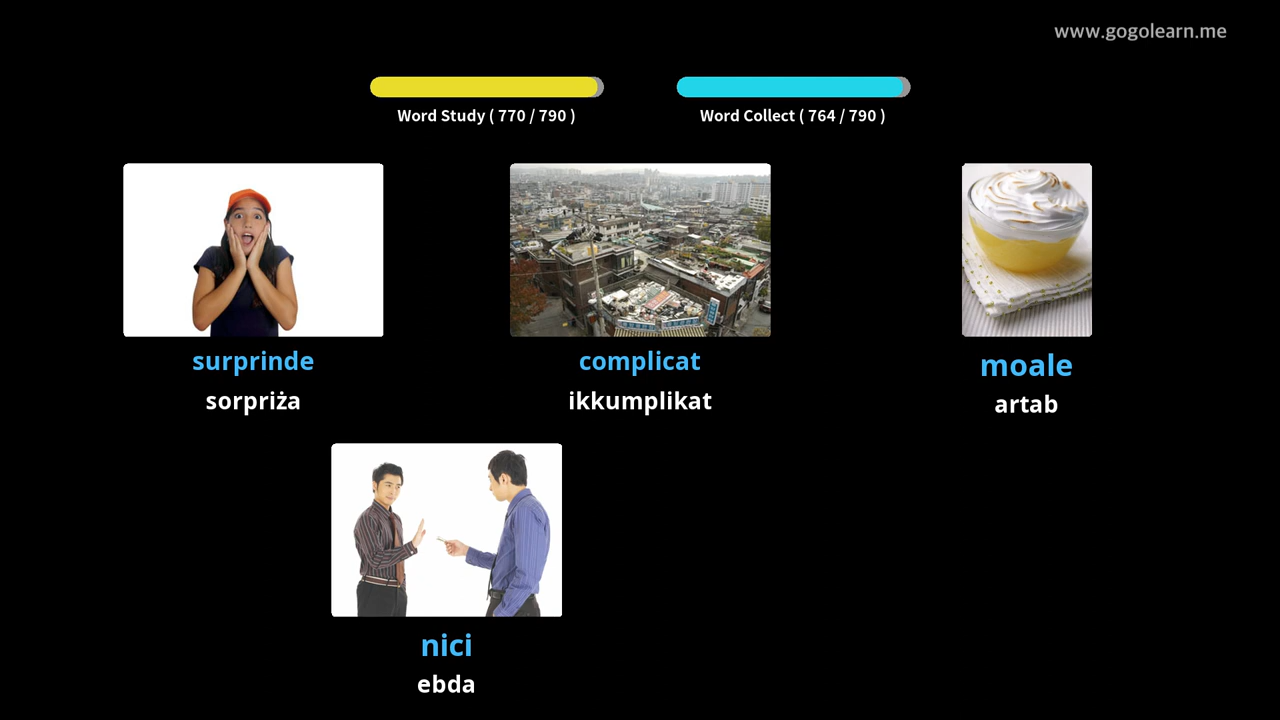 www.gogolearn.me
Word Study ( 770 / 790 )
Word Collect ( 764 / 790 )
surprinde
complicat
moale
sorpriża
ikkumplikat
artab
nici
ebda